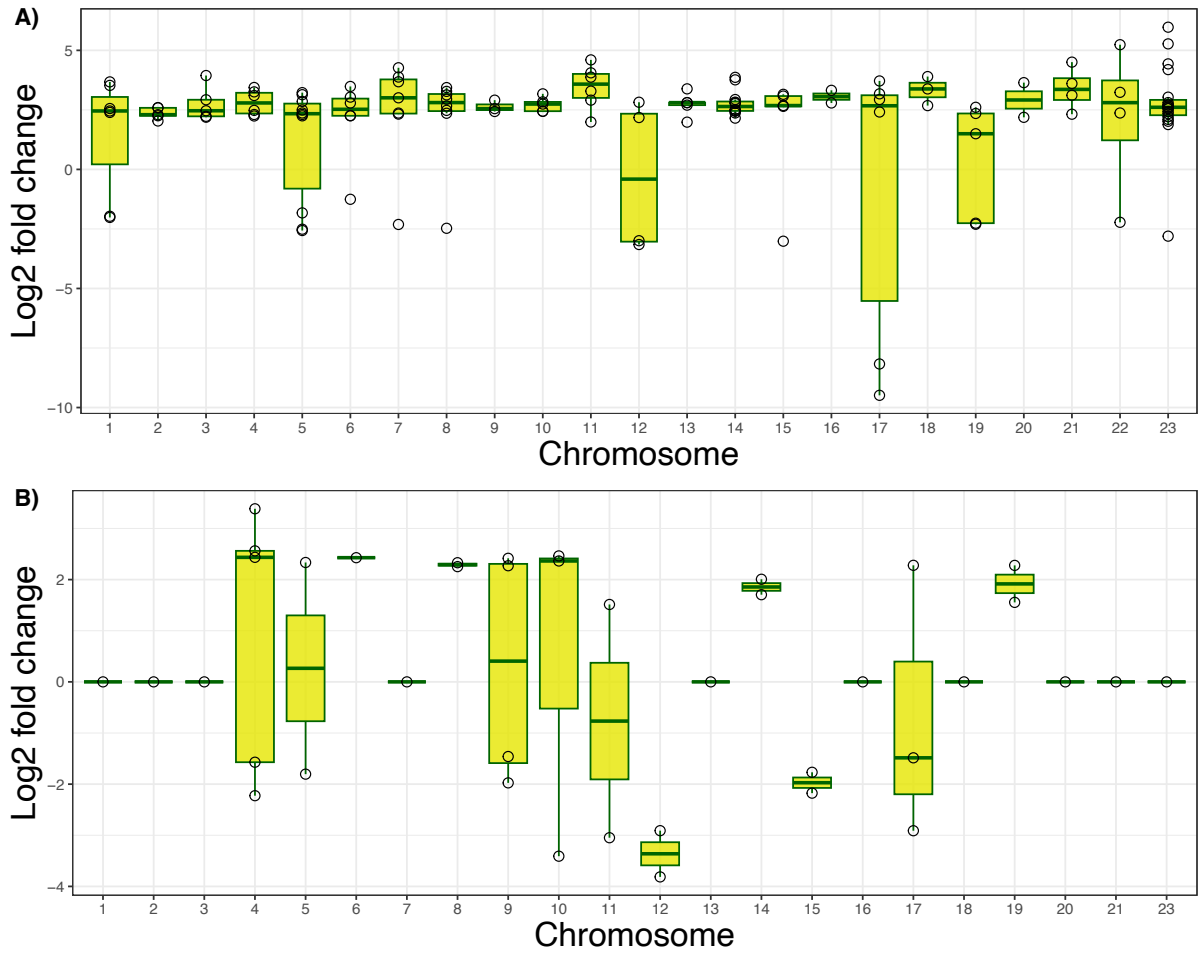 A)
Log2 fold change
5
0
−5
−10
1 2 3 4 5 6 7 8 9 10 11 12 13 14 15 16 17 18 19 20 21 22 23
Chromosome
B)
Log2 fold change
2
0
−2
−4
1 2 3 4 5 6 7 8 9 10 11 12 13 14 15 16 17 18 19 20 21 23
Chromosome